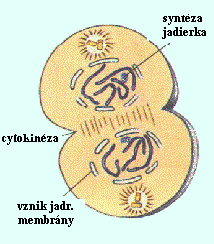 syntéza
jadierka
cytokinéza
vznik jadr.
membrány